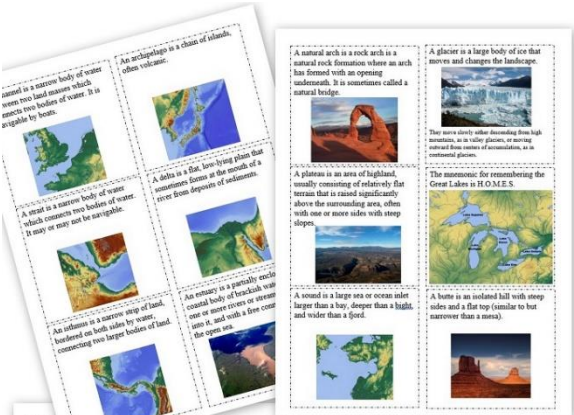 annel is a narrow body of water
ween two land masses which
nnects two bodies of water. It is
avigable by boats.
An archipelago is a chain of islands,
often volcanic.
A strait is a narrow body of water
which connects two bodies of water.
It may or may not be navigable.
A delta is a flat, low-lying plain that
sometimes forms at the mouth of a
river from deposits of sediments.
An isthmus is a narrow strip of land,
bordered on both sides by water,
connecting two larger bodies of land.
An estuary is a partially enclo
coastal body of brackish wate
one or more rivers or stream
into it, and with a free conn
the open sea.
A natural arch is a rock arch is a
natural rock formation where an arch
has formed with an opening
underneath. It is sometimes called a
natural bridge.
A glacier is a large body of ice that
moves and changes the landscape.
They move slowly either descending from high
mountains, as in valley glaciers, or moving
outward from centers of accumulation, as in
continental glaciers.
A plateau is an area of highland,
usually consisting of relatively flat
terrain that is raised significantly
above the surrounding area, often
with one or more sides with steep
slopes.
The mnemonic for remembering the
Great Lakes is H.O.M.E.S.
A sound is a large sea or ocean inlet
larger than a bay, deeper than a bight,
and wider than a fjord.
A butte is an isolated hill with steep
sides and a flat top (similar to but
narrower than a mesa).